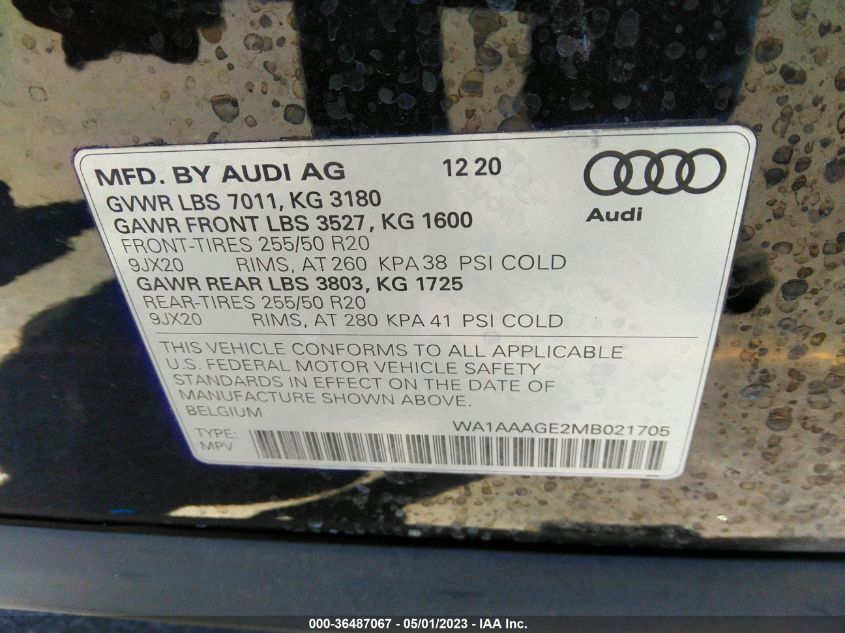 MFD. BY AUDI AG 12 20
GVWR LBS 7011, KG 3180
GAWR FRONT LBS 3527, KG 1600
Audi
FRONT-TIRES 255/50 R20
9JX20 RIMS, AT 260 KPA 38 PSI COLD
GAWR REAR LBS 3803, KG 1725
REAR-TIRES 255/50 R20
9JX20 RIMS, AT 280 KPA 41 PSI COLD
THIS VEHICLE CONFORMS TO ALL APPLICABLE
U.S. FEDERAL MOTOR VEHICLE SAFETY
STANDARDS IN EFFECT ON THE DATE OF
MANUFACTURE SHOWN ABOVE.
BELGIUM
WA1AAAGE2MB021705
TYPE:
MPV
000-36487067 - 05/01/2023 - IAA Inc.